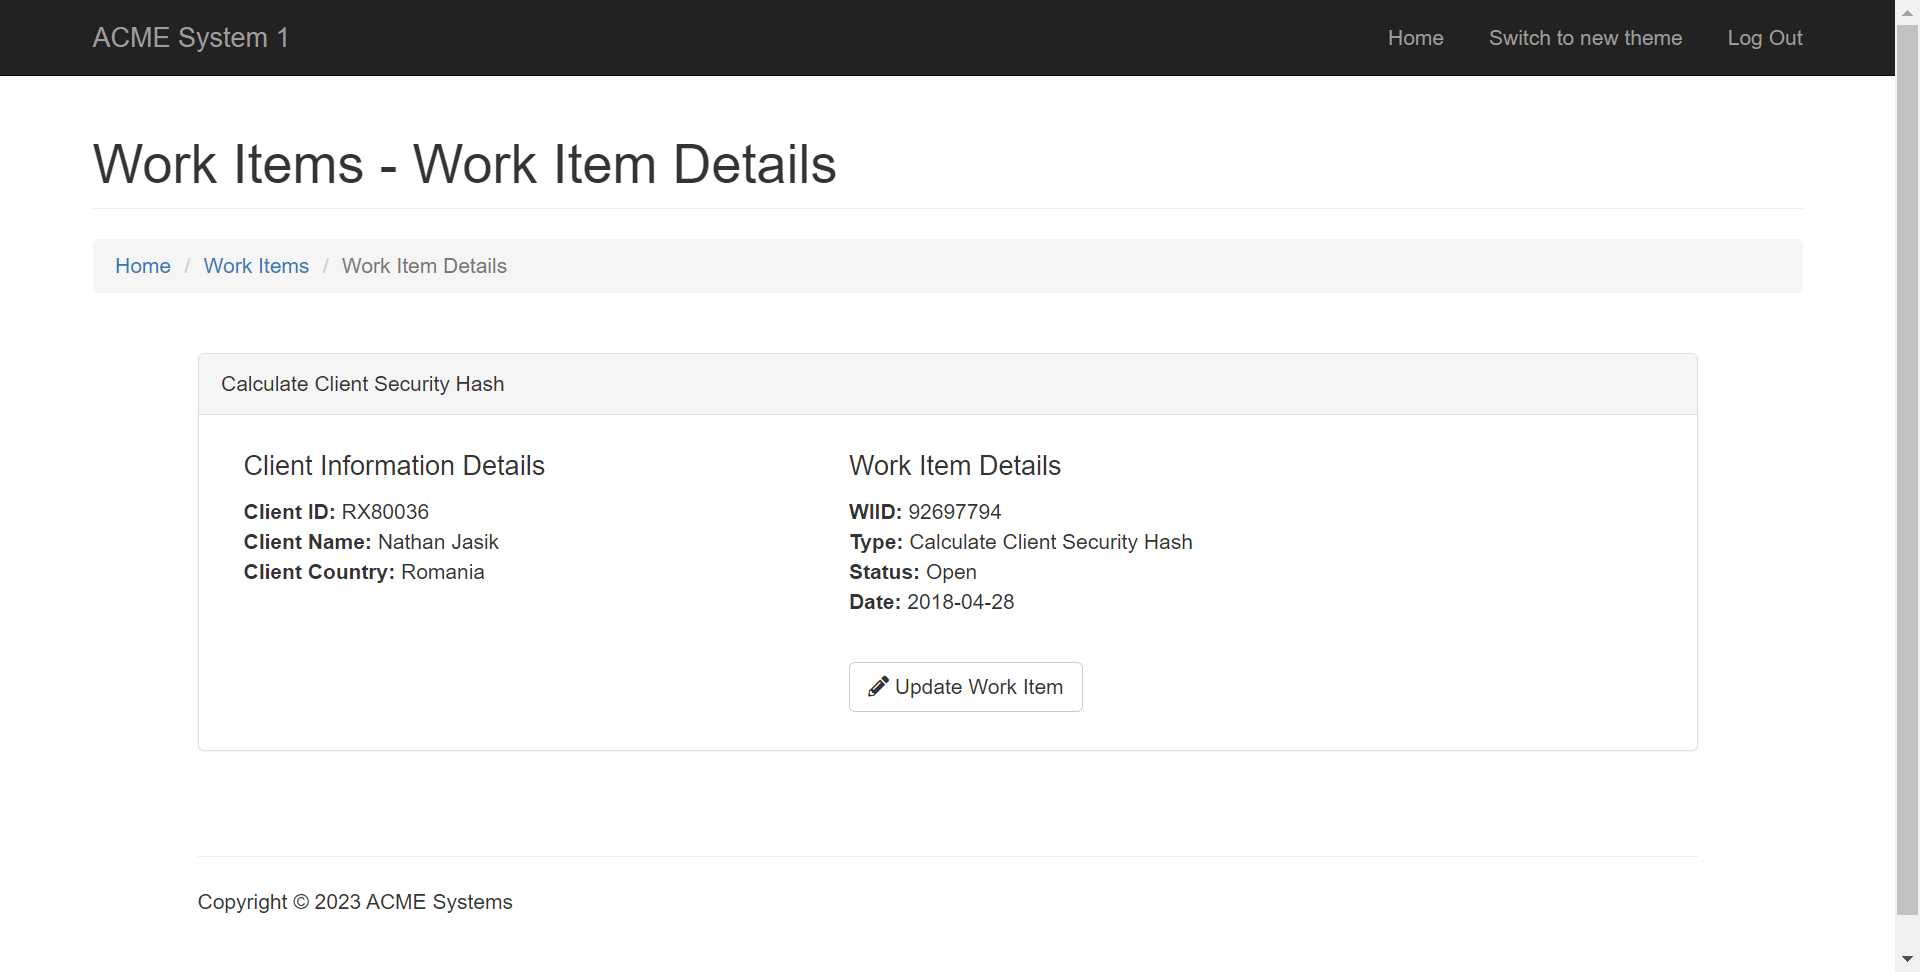 ACME System 1
Home
Switch to new theme
Log Out
Work Items - Work Item Details
Home / Work Items / Work Item Details
Calculate Client Security Hash
Client Information Details
Client ID: RX80036
Client Name: Nathan Jasik
Client Country: Romania
Work Item Details
WIID: 92697794
Type: Calculate Client Security Hash
Status: Open
Date: 2018-04-28
Update Work Item
Copyright © 2023 ACME Systems